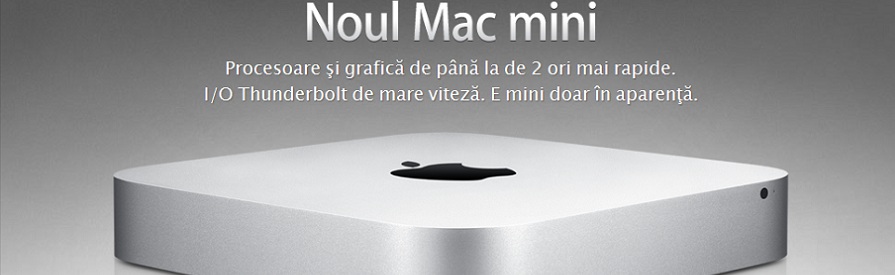 Noul Mac mini
Procesoare şi grafică de până la de 2 ori mai rapide.
I/O Thunderbolt de mare viteză. E mini doar în aparenţă.